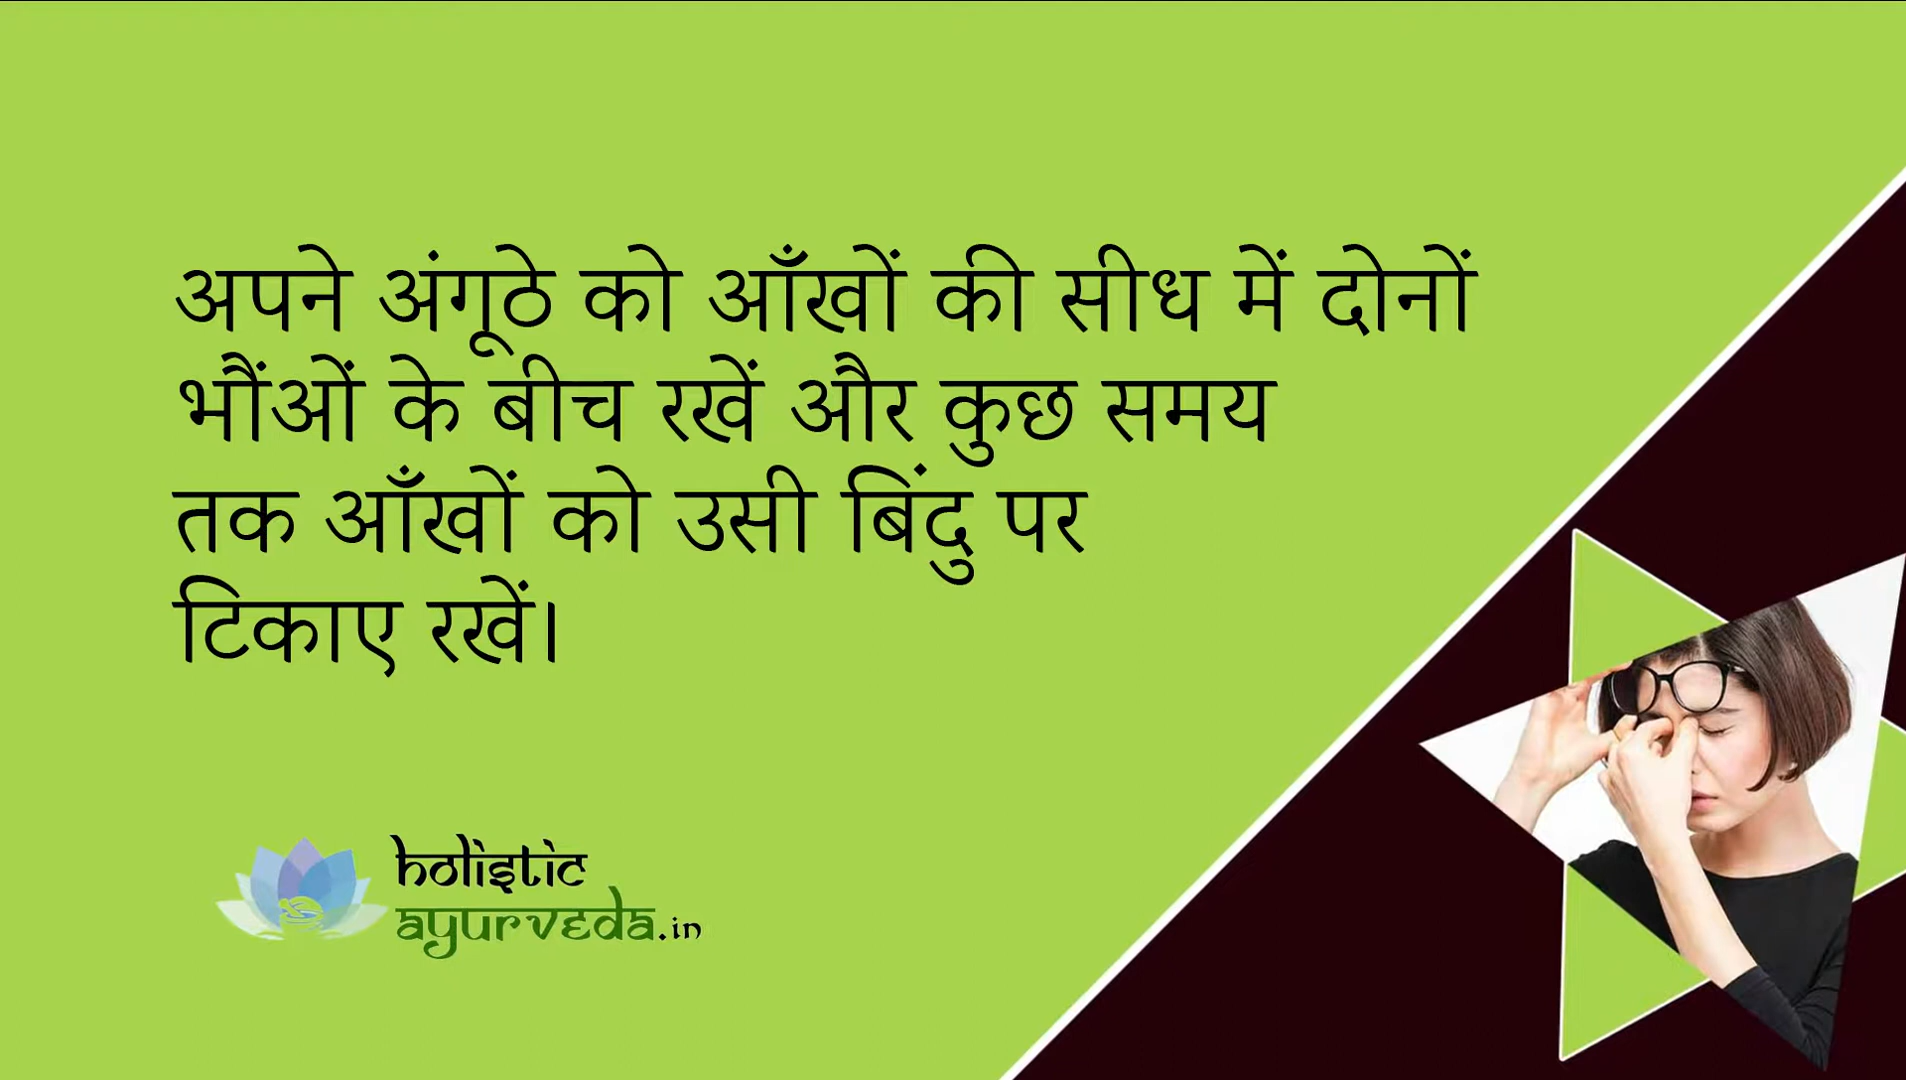 अपने अंगूठे को आँखों की सीध में दोनों
भौंओं के बीच रखें और कुछ समय
तक आँखों को उसी बिंदु पर
टिकाए रखें।
holistic
ayurveda.in